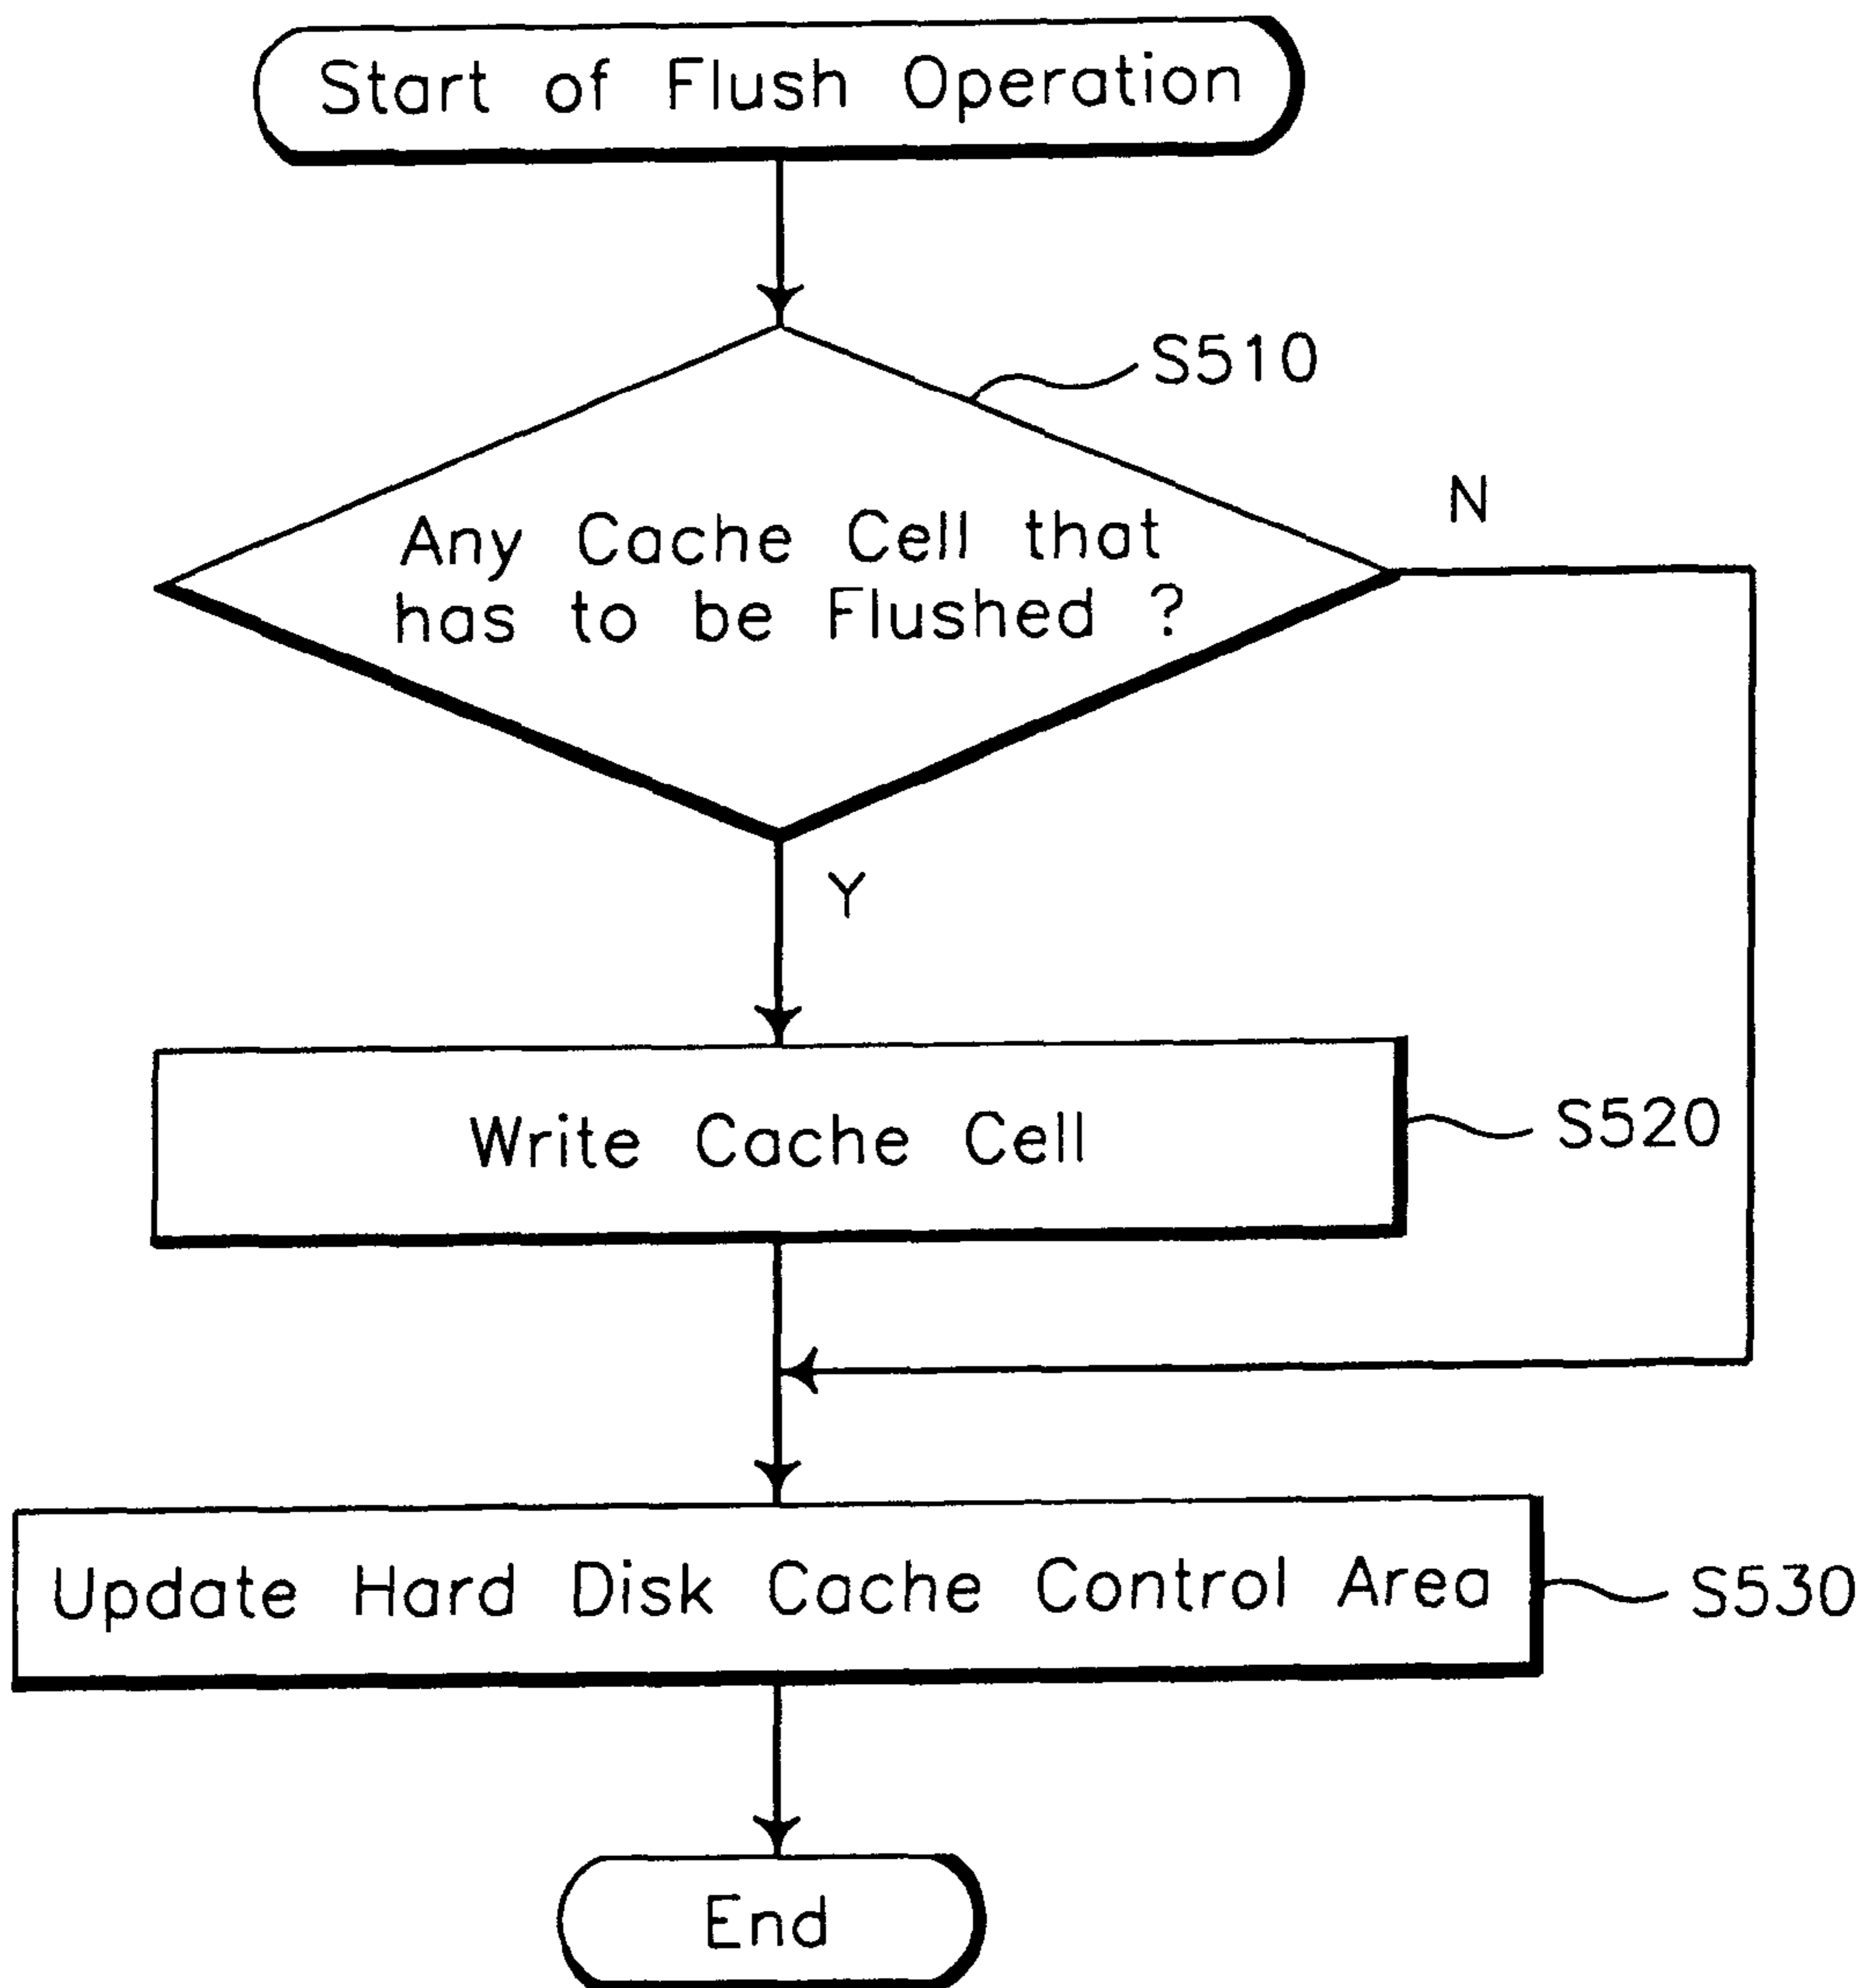 Start of Flush Operation
S510
N
Any Cache Cell that
has to be Flushed ?
Y
Write Cache Cell
S520
Update Hard Disk Cache Control Area
S530
End